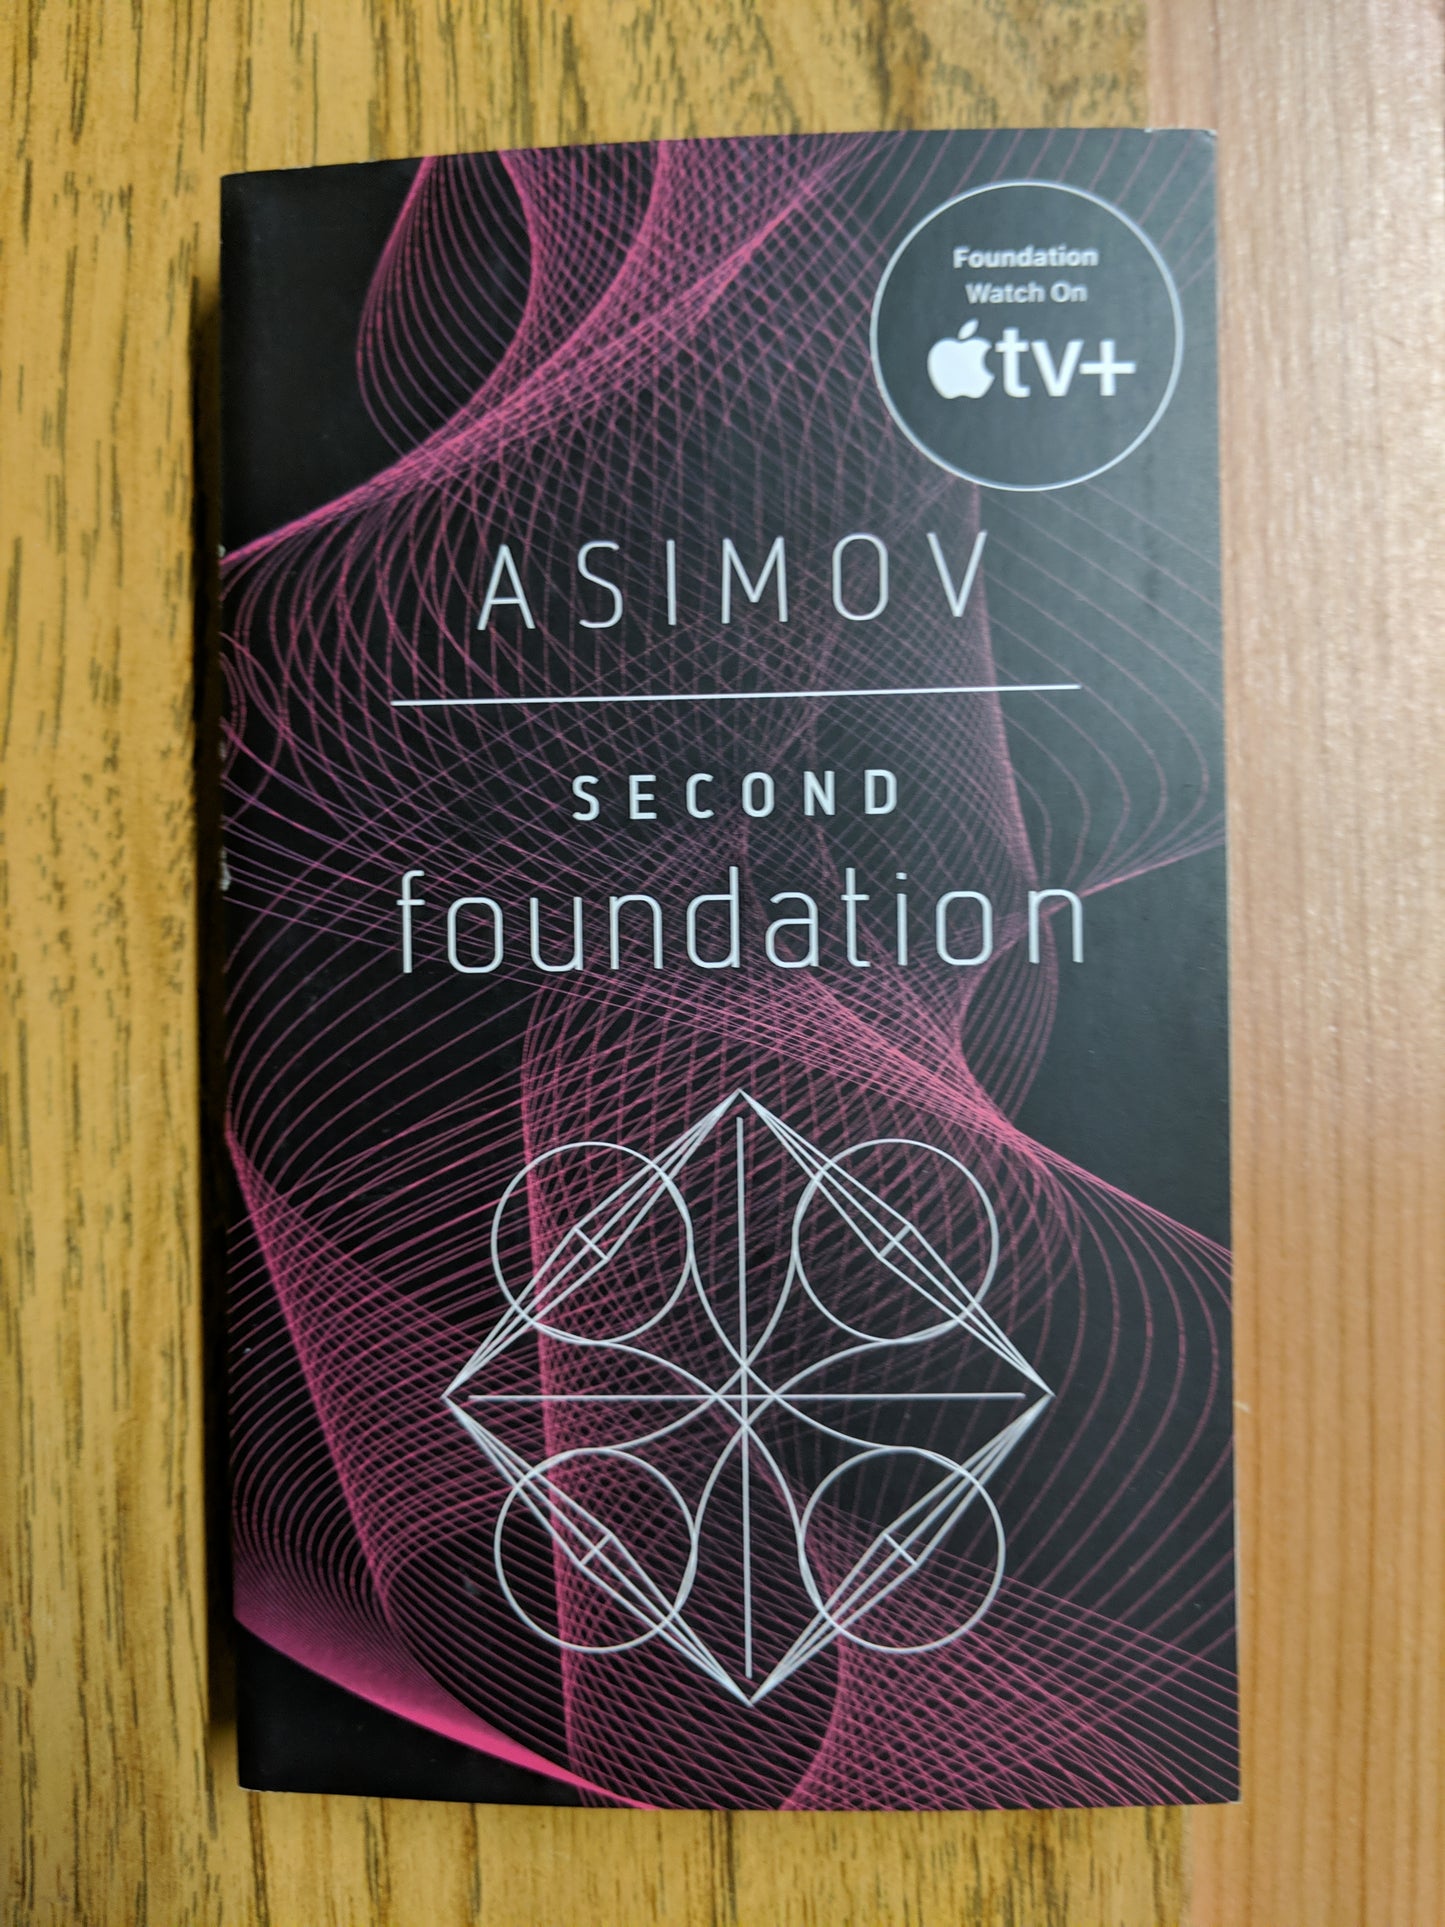 Foundation
Watch On
tv+
ASIMOV
SECOND
foundation